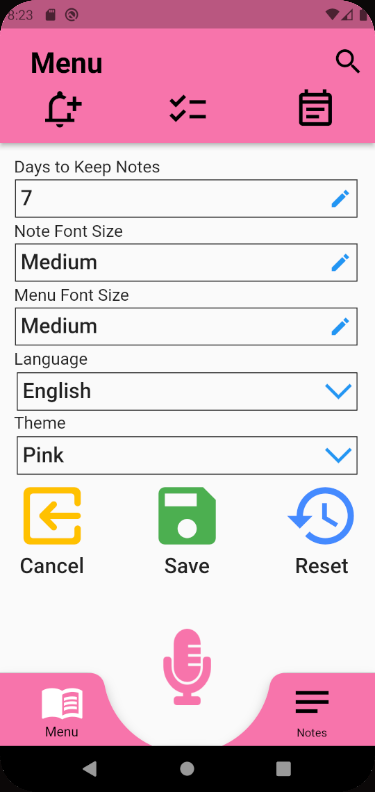 8:23
Menu
Days to Keep Notes
7
Note Font Size
Medium
Menu Font Size
Medium
Language
English
Theme
Pink
Cancel Save Reset
Menu Notes